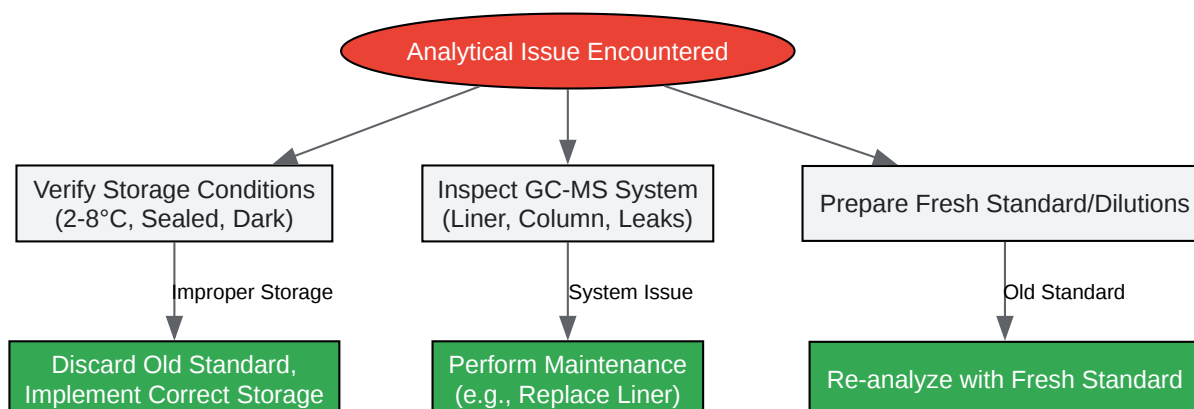 Analytical Issue Encountered
Verify Storage Conditions
(2-8°C, Sealed, Dark)
Inspect GC-MS System
(Liner, Column, Leaks)
Prepare Fresh Standard/Dilutions
Improper Storage
System Issue
Old Standard
Discard Old Standard,
Implement Correct Storage
Perform Maintenance
(e.g., Replace Liner)
Re-analyze with Fresh Standard